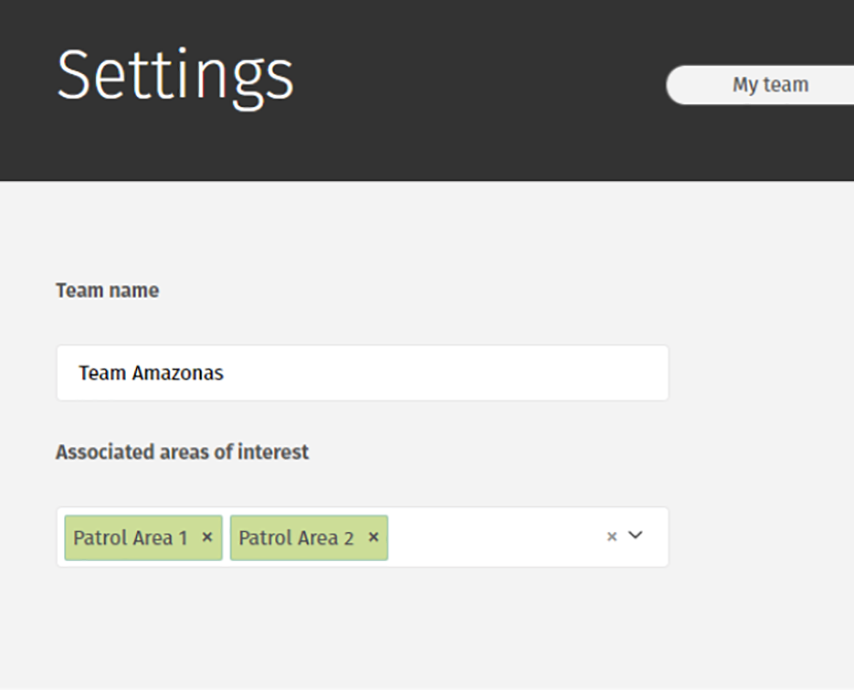 Settings
My team
Team name
Team Amazonas
Associated areas of interest
Patrol Area 1 × Patrol Area 2 × ×